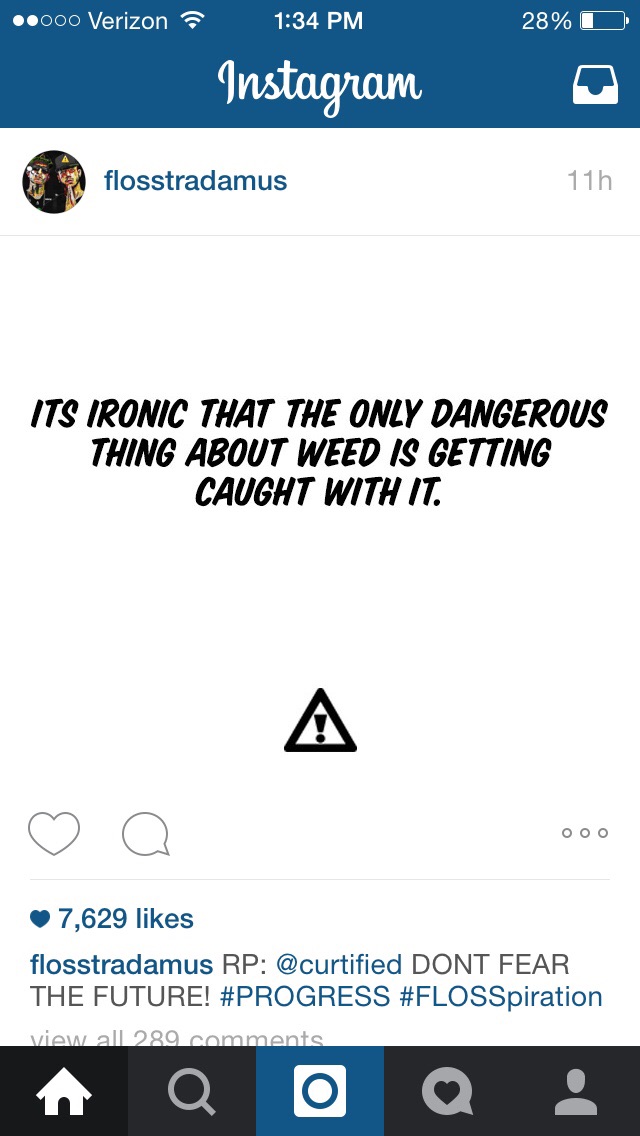 Verizon 1:34 PM 28%
Instagram
flosstradamus 11h
ITS IRONIC THAT THE ONLY DANGEROUS
THING ABOUT WEED IS GETTING
CAUGHT WITH IT.
7,629 likes
flosstradamus RP: @curtified DONT FEAR
THE FUTURE! #PROGRESS #FLOSSpiration
view all 289 comments